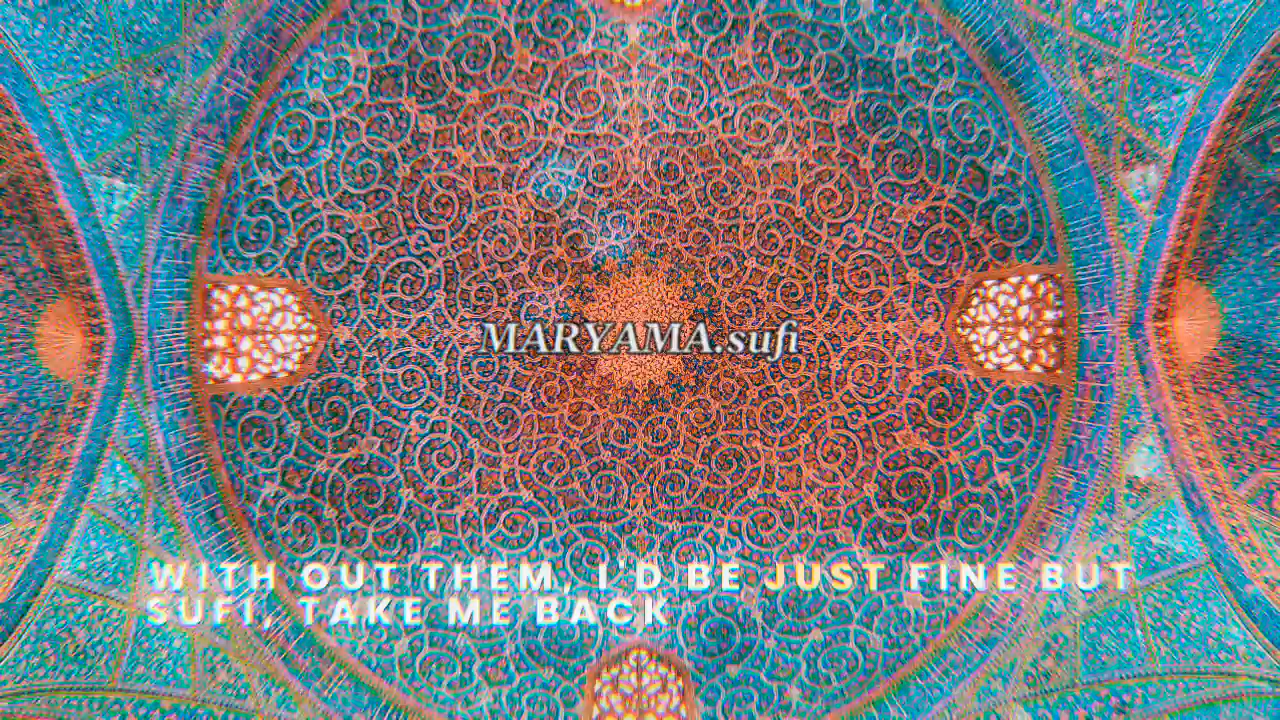 MARYAMA.sufi
WITH OUT THEM, I'D BE JUST FINE BUT
SUFI, TAKE ME BACK